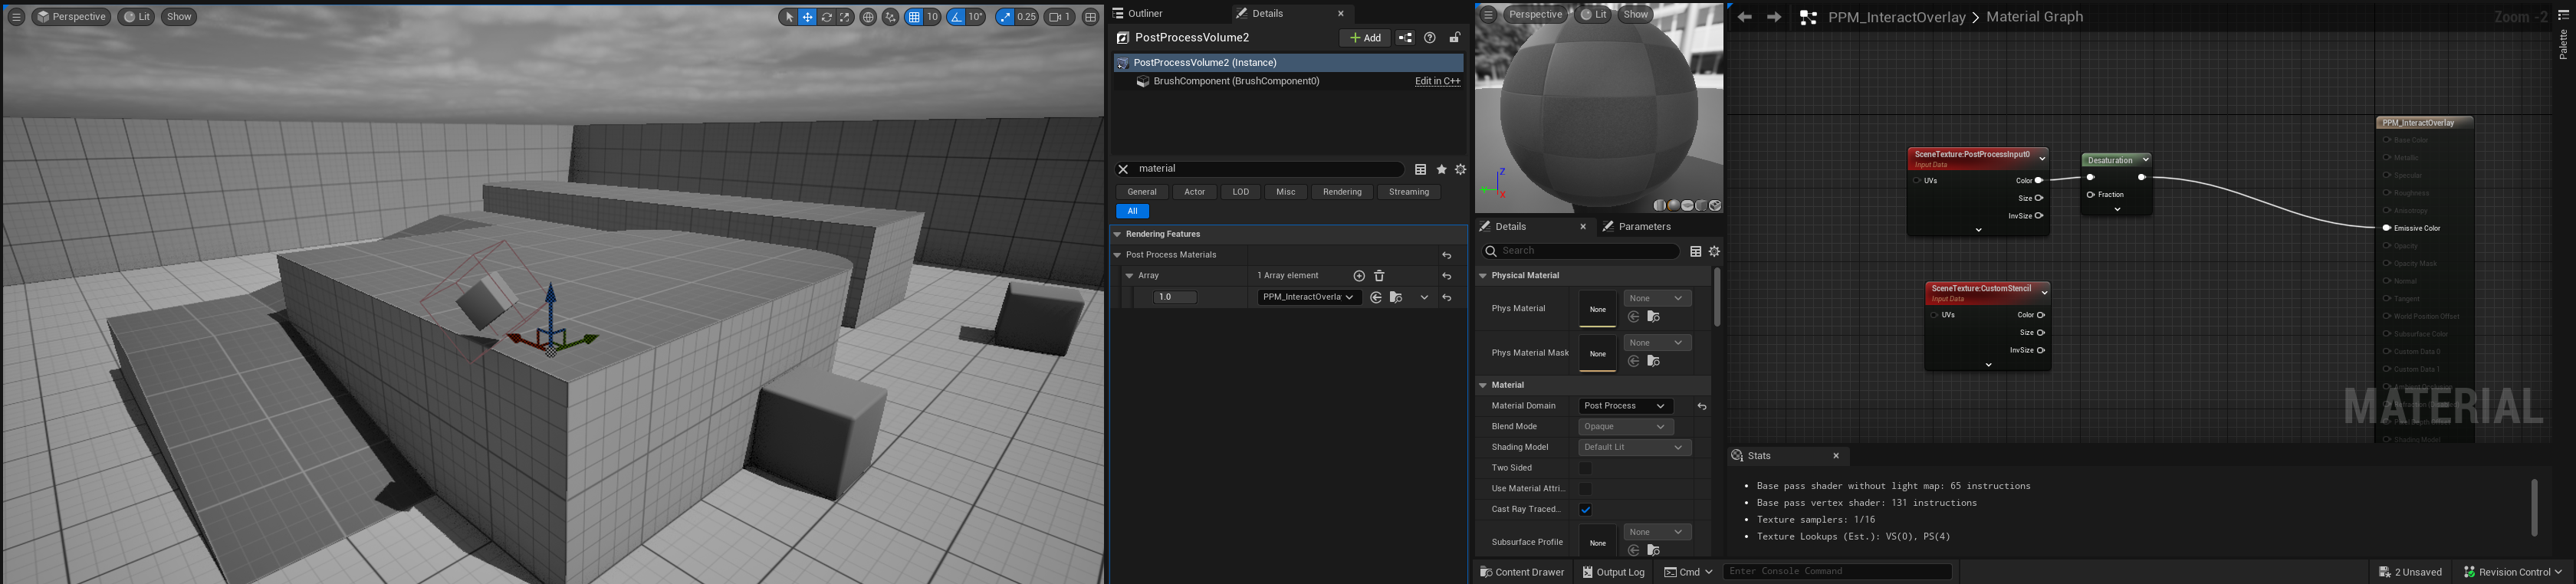 Perspective
Lit
Show
10
10°
0.25
1
Outliner
Details
PostProcessVolume2
Add
PostProcessVolume2 (Instance)
BrushComponent (BrushComponent0)
Edit in C++
material
General
Actor
LOD
Misc
Rendering
Streaming
All
Rendering Features
Post Process Materials
Array
1 Array element
1.0
PPM_InteractOverla
Perspective
Lit
Show
Z
Y
X
Details
Parameters
Search
Physical Material
Phys Material
None
None
Phys Material Mask
None
None
Material
Material Domain
Post Process
Blend Mode
Opaque
Shading Model
Default Lit
Two Sided
Use Material Attri...
Cast Ray Traced...
Subsurface Profile
None
None
PPM_InteractOverlay > Material Graph
Zoom -2
Palette
SceneTexture:PostProcessInput0
Input Data
UVs
Color
Size
InvSize
Desaturation
Fraction
SceneTexture:CustomStencil
Input Data
UVs
Color
Size
InvSize
PPM_InteractOverlay
Base Color
Metallic
Specular
Roughness
Anisotropy
Emissive Color
Opacity
Opacity Mask
Normal
Tangent
World Position Offset
Subsurface Color
Custom Data 0
Custom Data 1
Shading Model
MATERIAL
Stats
• Base pass shader without light map: 65 instructions
• Base pass vertex shader: 131 instructions
• Texture samplers: 1/16
• Texture Lookups (Est.): VS(0), PS(4)
Content Drawer
Output Log
Cmd
Enter Console Command
2 Unsaved
Revision Control